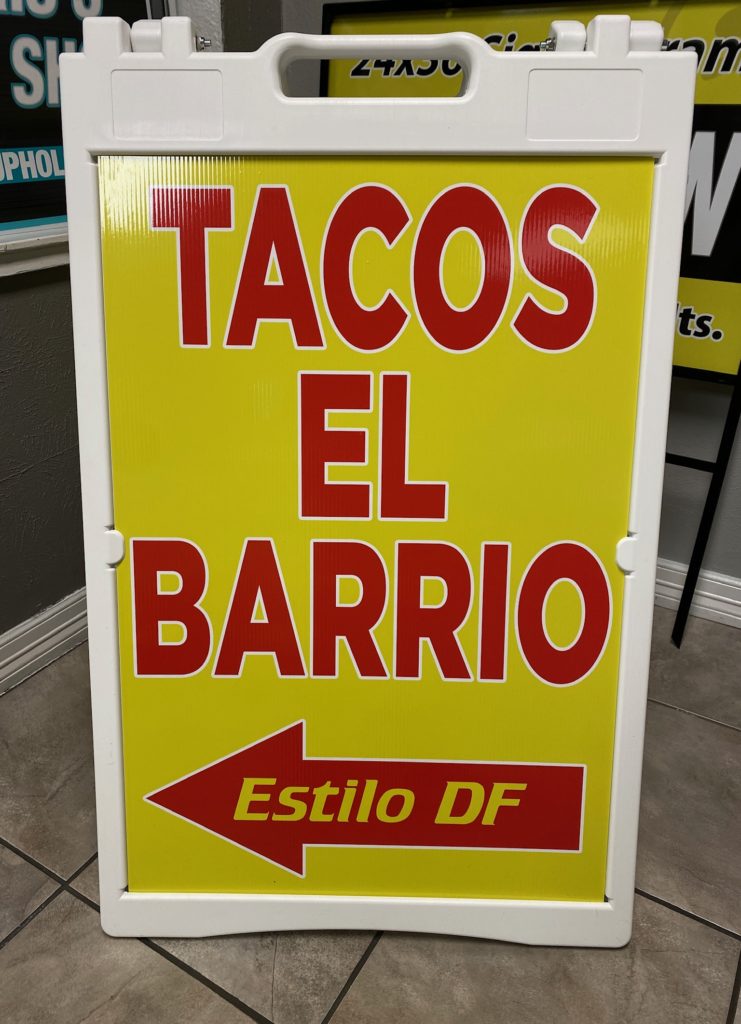 TACOS
EL
BARRIO
Estilo DF